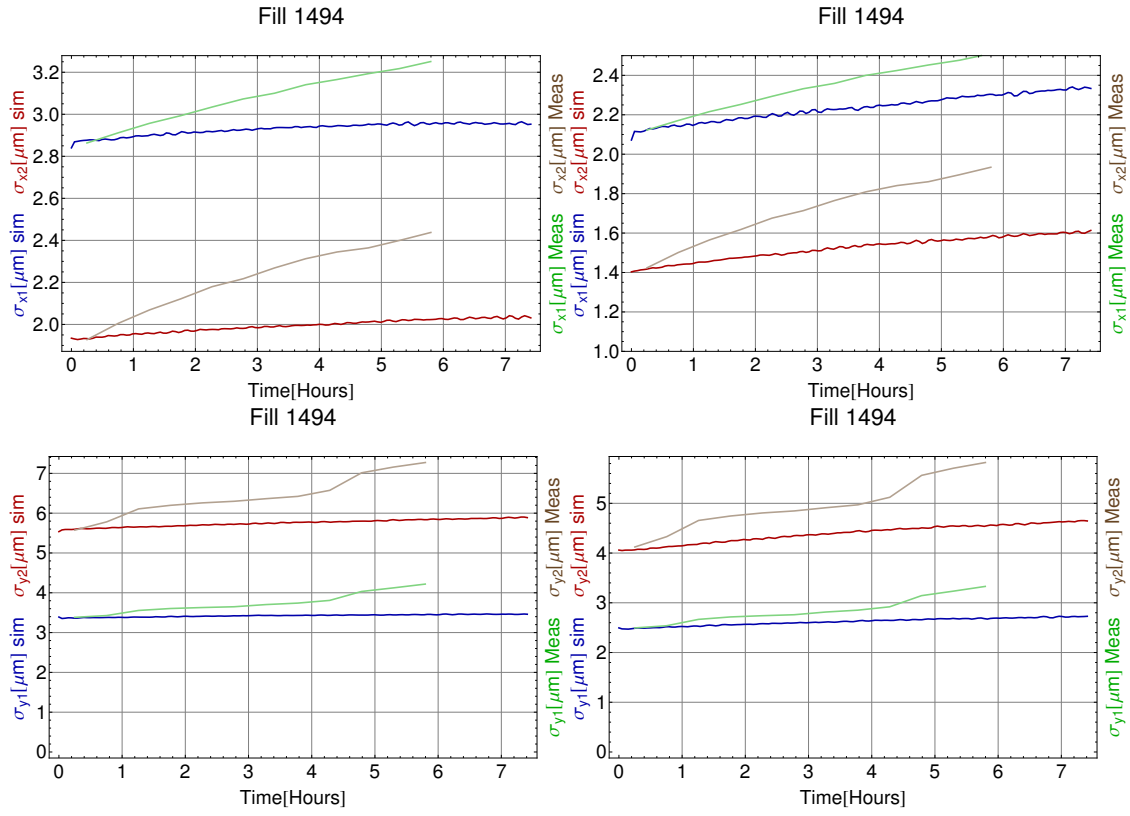 Fill 1494
σx1[μm] sim σx2[μm] sim
3.2
3.0
2.8
2.6
2.4
2.2
2.0
0 1 2 3 4 5 6 7
Time[Hours]
σx1[μm] Meas σx2[μm] Meas
Fill 1494
σx1[μm] sim σx2[μm] sim
2.4
2.2
2.0
1.8
1.6
1.4
1.2
1.0
0 1 2 3 4 5 6 7
Time[Hours]
σx1[μm] Meas σx2[μm] Meas
Fill 1494
σy1[μm] sim σy2[μm] sim
7
6
5
4
3
2
1
0
0 1 2 3 4 5 6 7
Time[Hours]
σy1[μm] Meas σy2[μm] Meas
Fill 1494
σy1[μm] sim σy2[μm] sim
5
4
3
2
1
0
0 1 2 3 4 5 6 7
Time[Hours]
σy1[μm] Meas σy2[μm] Meas